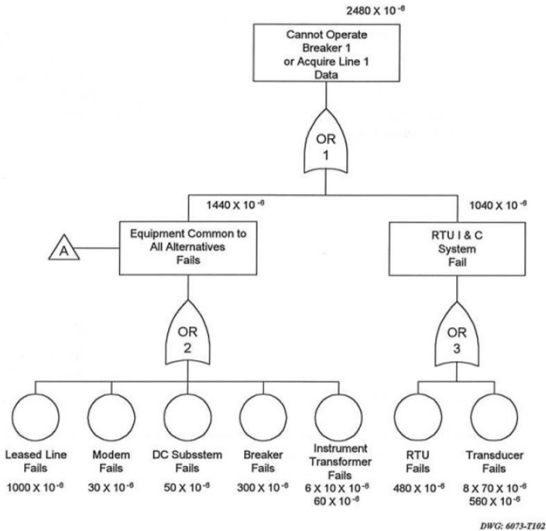 2480 X 10⁻⁶
Cannot Operate
Breaker 1
or Acquire Line 1
Data
OR
1
1440 X 10⁻⁶
1040 X 10⁻⁶
A
Equipment Common to
All Alternatives
Fails
RTU I & C
System
Fail
OR
2
OR
3
Leased Line
Fails
1000 X 10⁻⁶
Modem
Fails
30 X 10⁻⁶
DC Subsstem
Fails
50 X 10⁻⁶
Breaker
Fails
300 X 10⁻⁶
Instrument
Transformer
Fails
6 X 10 X 10⁻⁶
60 X 10⁻⁶
RTU
Fails
480 X 10⁻⁶
Transducer
Fails
8 X 70 X 10⁻⁶
560 X 10⁻⁶
DWG: 6073-T102